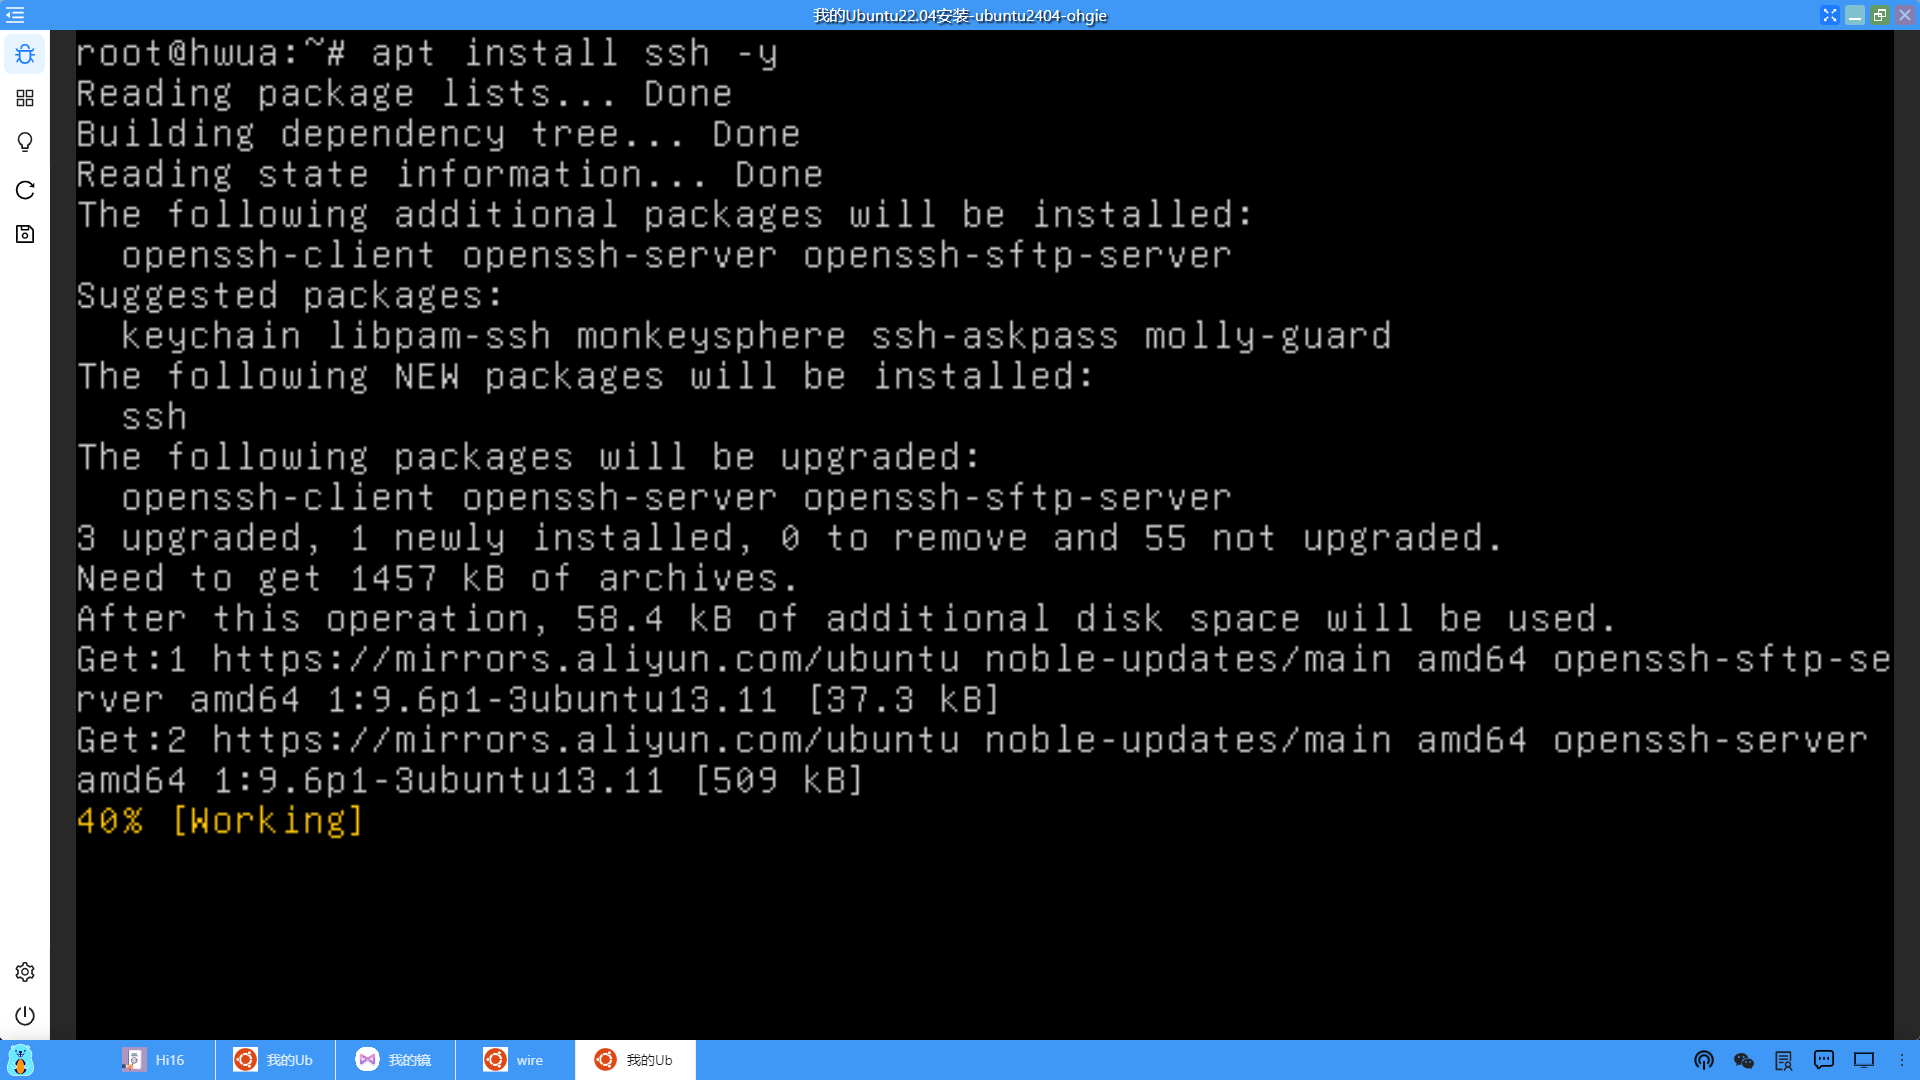 我的Ubuntu22.04安装-ubuntu2404-ohgie
root@hwua:~# apt install ssh -y
Reading package lists... Done
Building dependency tree... Done
Reading state information... Done
The following additional packages will be installed:
  openssh-client openssh-server openssh-sftp-server
Suggested packages:
  keychain libpam-ssh monkeysphere ssh-askpass molly-guard
The following NEW packages will be installed:
  ssh
The following packages will be upgraded:
  openssh-client openssh-server openssh-sftp-server
3 upgraded, 1 newly installed, 0 to remove and 55 not upgraded.
Need to get 1457 kB of archives.
After this operation, 58.4 kB of additional disk space will be used.
Get:1 https://mirrors.aliyun.com/ubuntu noble-updates/main amd64 openssh-sftp-se
rver amd64 1:9.6p1-3ubuntu13.11 [37.3 kB]
Get:2 https://mirrors.aliyun.com/ubuntu noble-updates/main amd64 openssh-server
amd64 1:9.6p1-3ubuntu13.11 [509 kB]
40% [Working]
Hi16 我的Ub 我的镜 wire 我的Ub